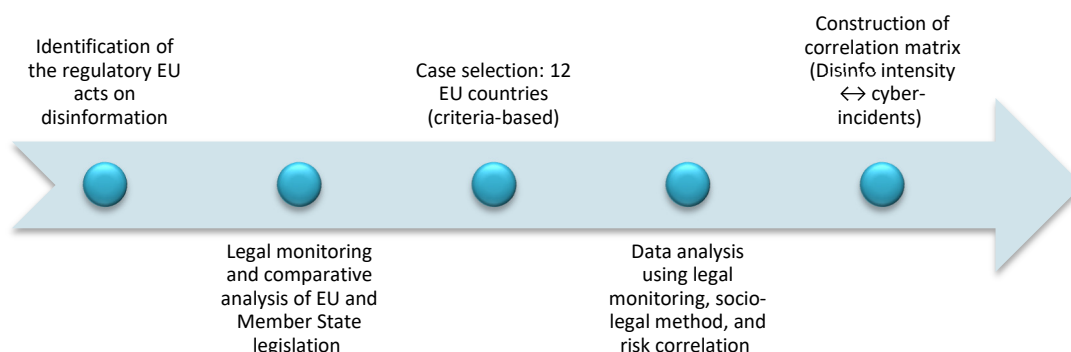 Identification of
the regulatory EU
acts on
disinformation
Legal monitoring
and comparative
analysis of EU and
Member State
legislation
Case selection: 12
EU countries
(criteria-based)
Data analysis
using legal
monitoring, socio-
legal method, and
risk correlation
Construction of
correlation matrix
(Disinfo intensity
↔ cyber-
incidents)